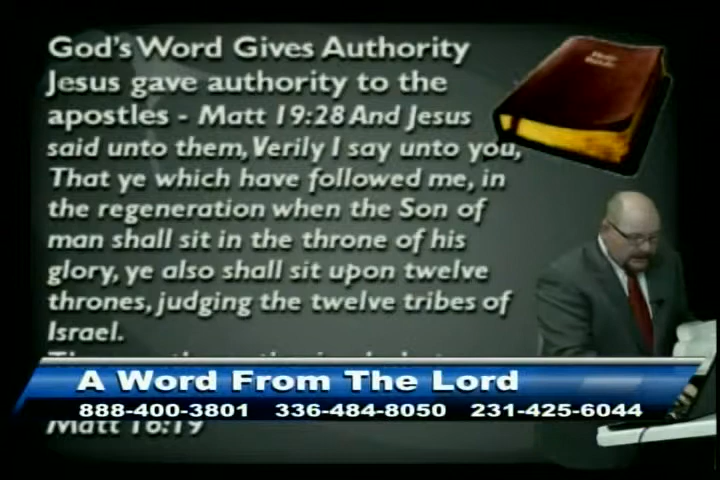 God's Word Gives Authority
Jesus gave authority to the
apostles - Matt 19:28 And Jesus
said unto them, Verily I say unto you,
That ye which have followed me, in
the regeneration when the Son of
man shall sit in the throne of his
glory, ye also shall sit upon twelve
thrones, judging the twelve tribes of
Israel.
A Word From The Lord
888-400-3801 336-484-8050 231-425-6044
Matt 16:19
Holy